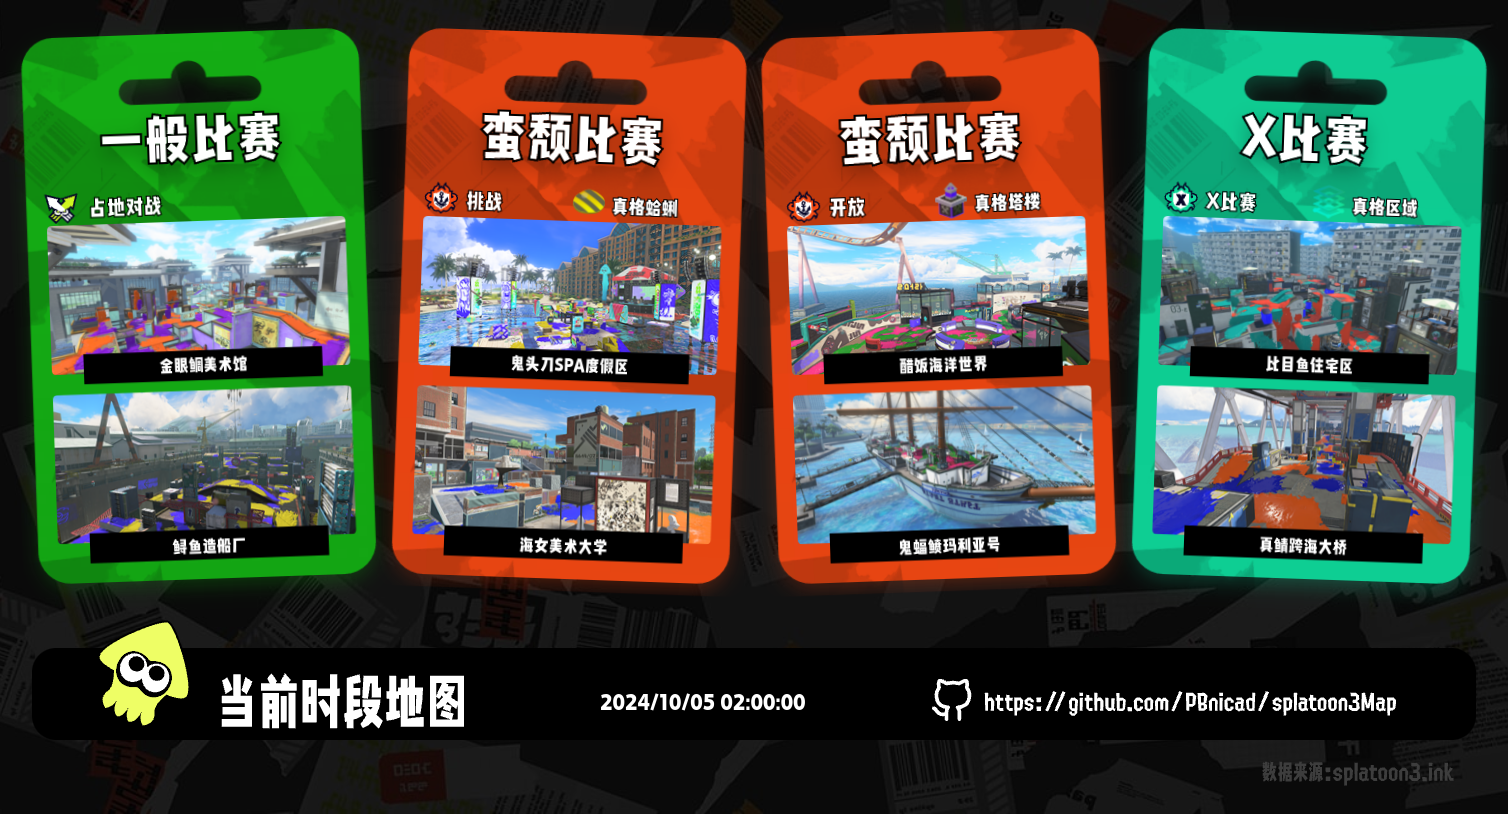 一般比赛
占地对战
金眼鲷美术馆
鲟鱼造船厂
蛮颓比赛
挑战
真格蛤蜊
鬼头刀SPA度假区
海女美术大学
蛮颓比赛
开放
真格塔楼
醋饭海洋世界
鬼蝠鲼玛利亚号
X比赛
X比赛
真格区域
比目鱼住宅区
真鲭跨海大桥
当前时段地图
2024/10/05 02:00:00
https://github.com/PBnicad/splatoon3Map
数据来源:splatoon3.ink